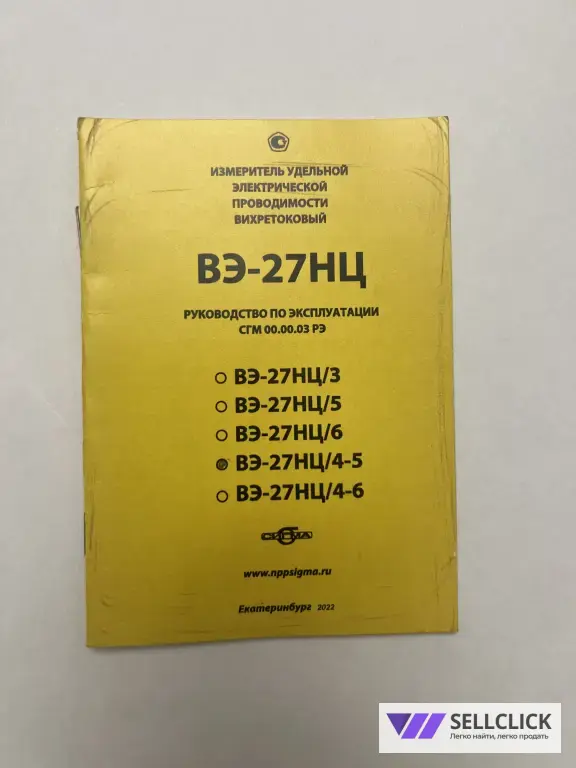 ИЗМЕРИТЕЛЬ УДЕЛЬНОЙ
ЭЛЕКТРИЧЕСКОЙ
ПРОВОДИМОСТИ
ВИХРЕТОКОВЫЙ
ВЭ-27НЦ
РУКОВОДСТВО ПО ЭКСПЛУАТАЦИИ
СГМ 00.00.03 РЭ
ВЭ-27НЦ/3
ВЭ-27НЦ/5
ВЭ-27НЦ/6
ВЭ-27НЦ/4-5
ВЭ-27НЦ/4-6
СИГМА
www.nppsigma.ru
Екатеринбург 2022
SELLCLICK
Легко найти, легко продать